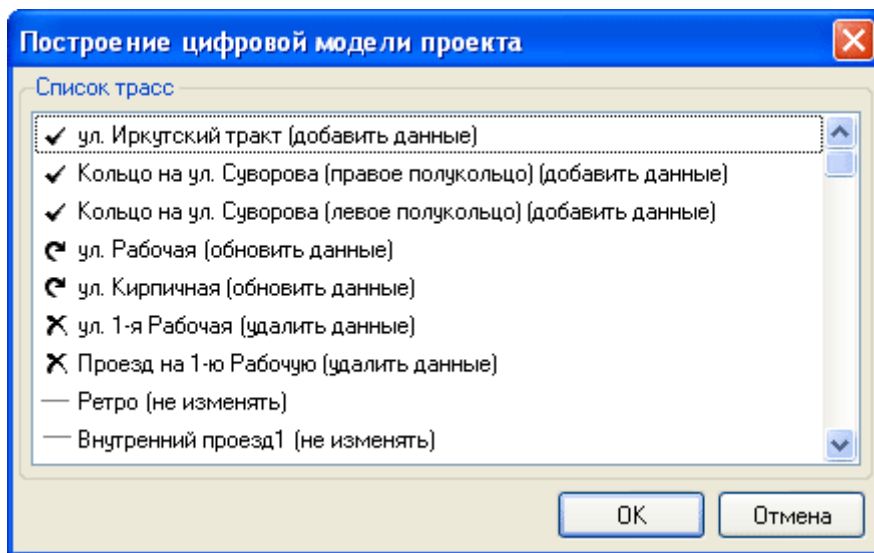 Построение цифровой модели проекта
Список трасс
ул. Иркутский тракт (добавить данные)
Кольцо на ул. Суворова (правое полукольцо) (добавить данные)
Кольцо на ул. Суворова (левое полукольцо) (добавить данные)
ул. Рабочая (обновить данные)
ул. Кирпичная (обновить данные)
ул. 1-я Рабочая (удалить данные)
Проезд на 1-ю Рабочую (удалить данные)
Ретро (не изменять)
Внутренний проезд1 (не изменять)
OK Отмена